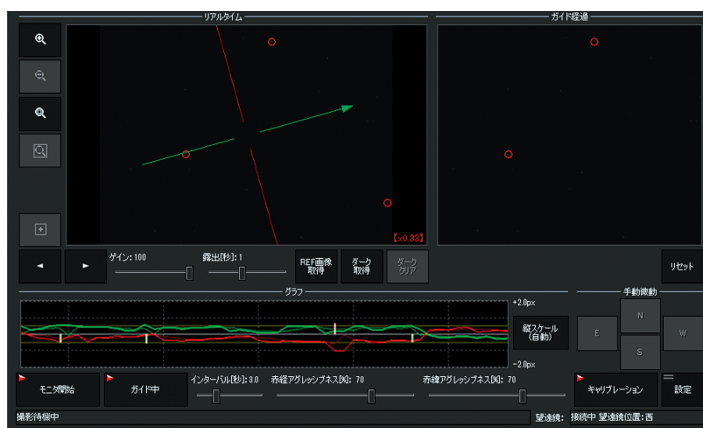 リアルタイム
ガイド経過
【x0.33】
ゲイン:100
露出[秒]:1
REF画像
取得
ダーク
取得
ダーク
クリア
リセット
グラフ
手動微動
+2.0px
縦スケール
(自動)
-2.0px
N
E
W
S
モニタ開始
ガイド中
インターバル[秒]:3.0
赤経アグレッシブネス[%]: 70
赤緯アグレッシブネス[%]: 70
キャリブレーション
設定
撮影待機中
望遠鏡: 接続中 望遠鏡位置:西